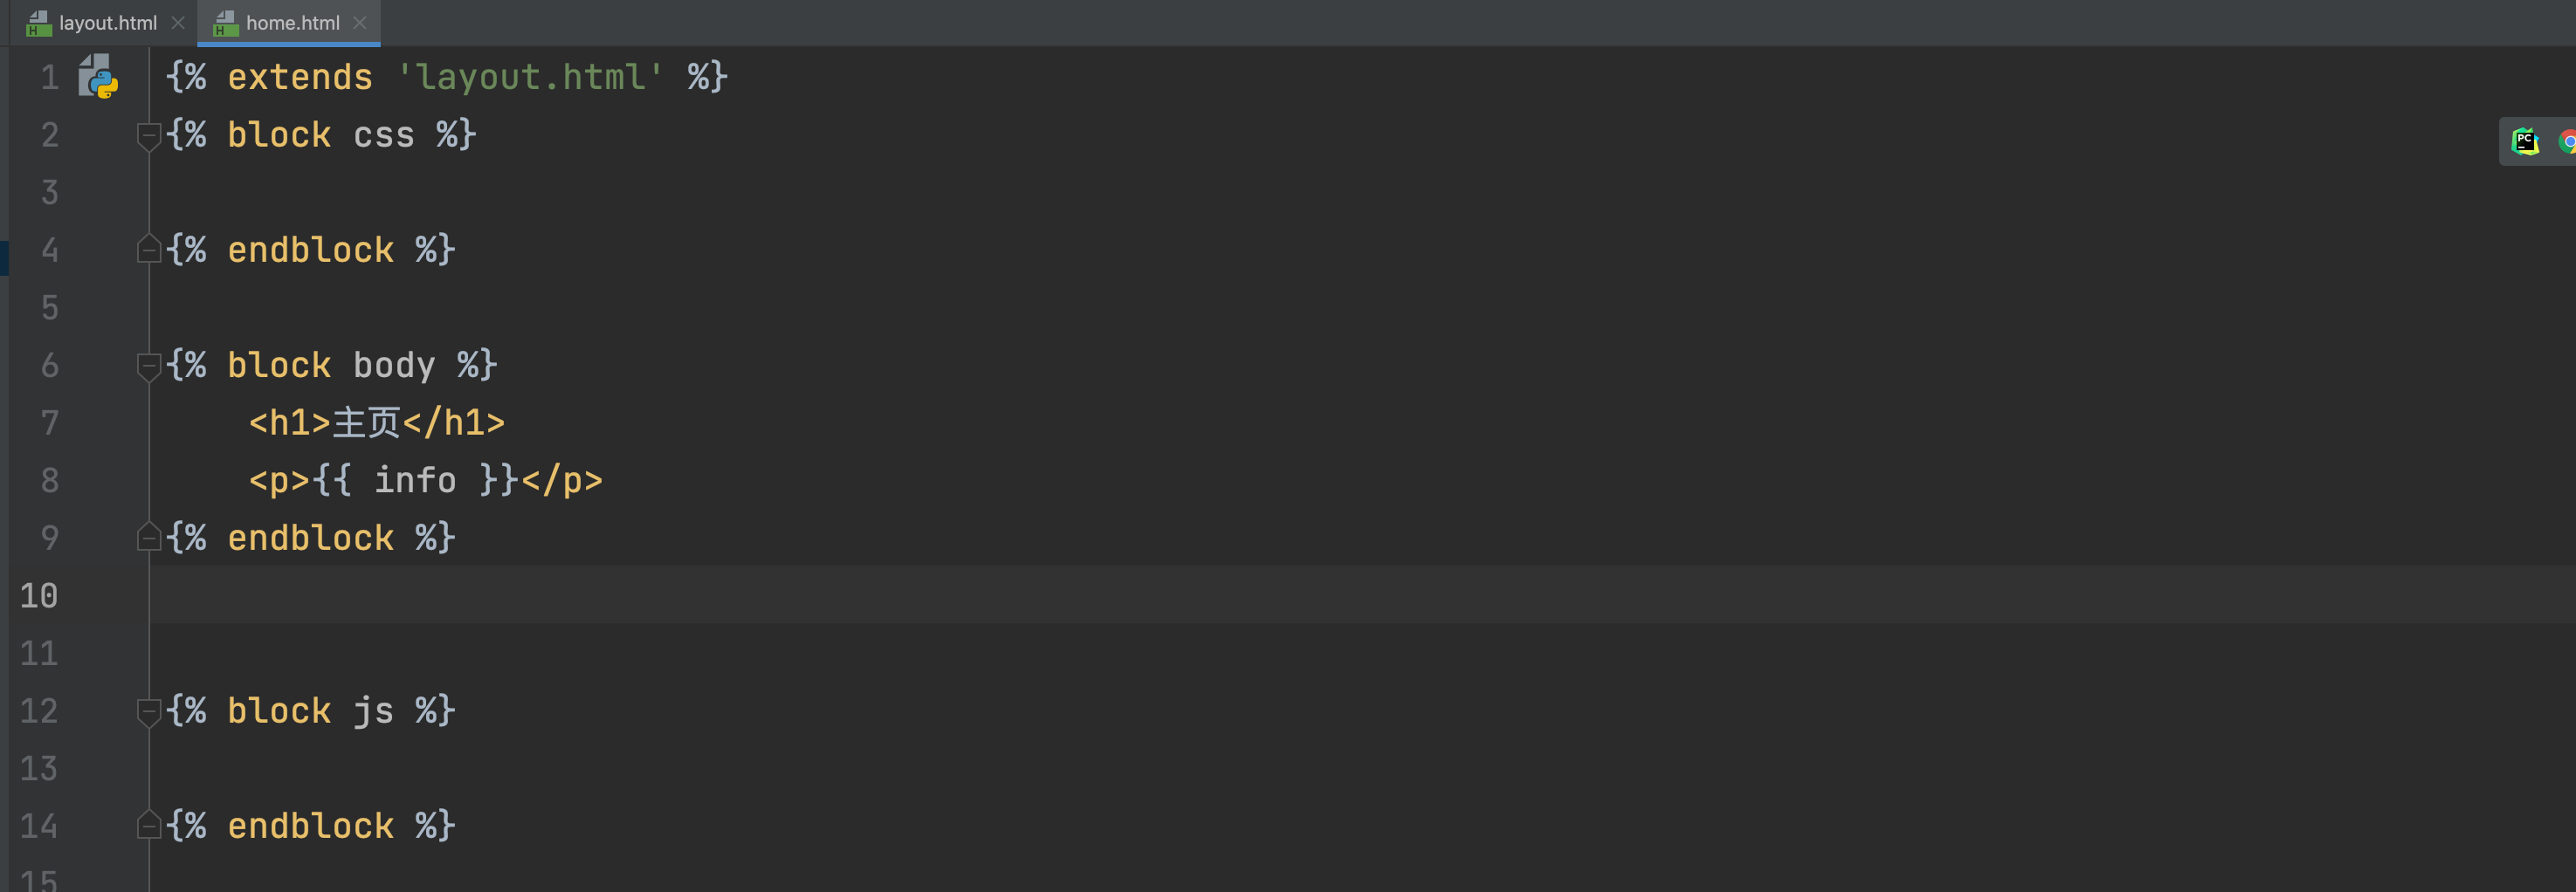 layout.html
home.html
1 {% extends 'layout.html' %}
2 {% block css %}
3
4 {% endblock %}
5
6 {% block body %}
7 <h1>主页</h1>
8 <p>{{ info }}</p>
9 {% endblock %}
10
11
12 {% block js %}
13
14 {% endblock %}
15
PC